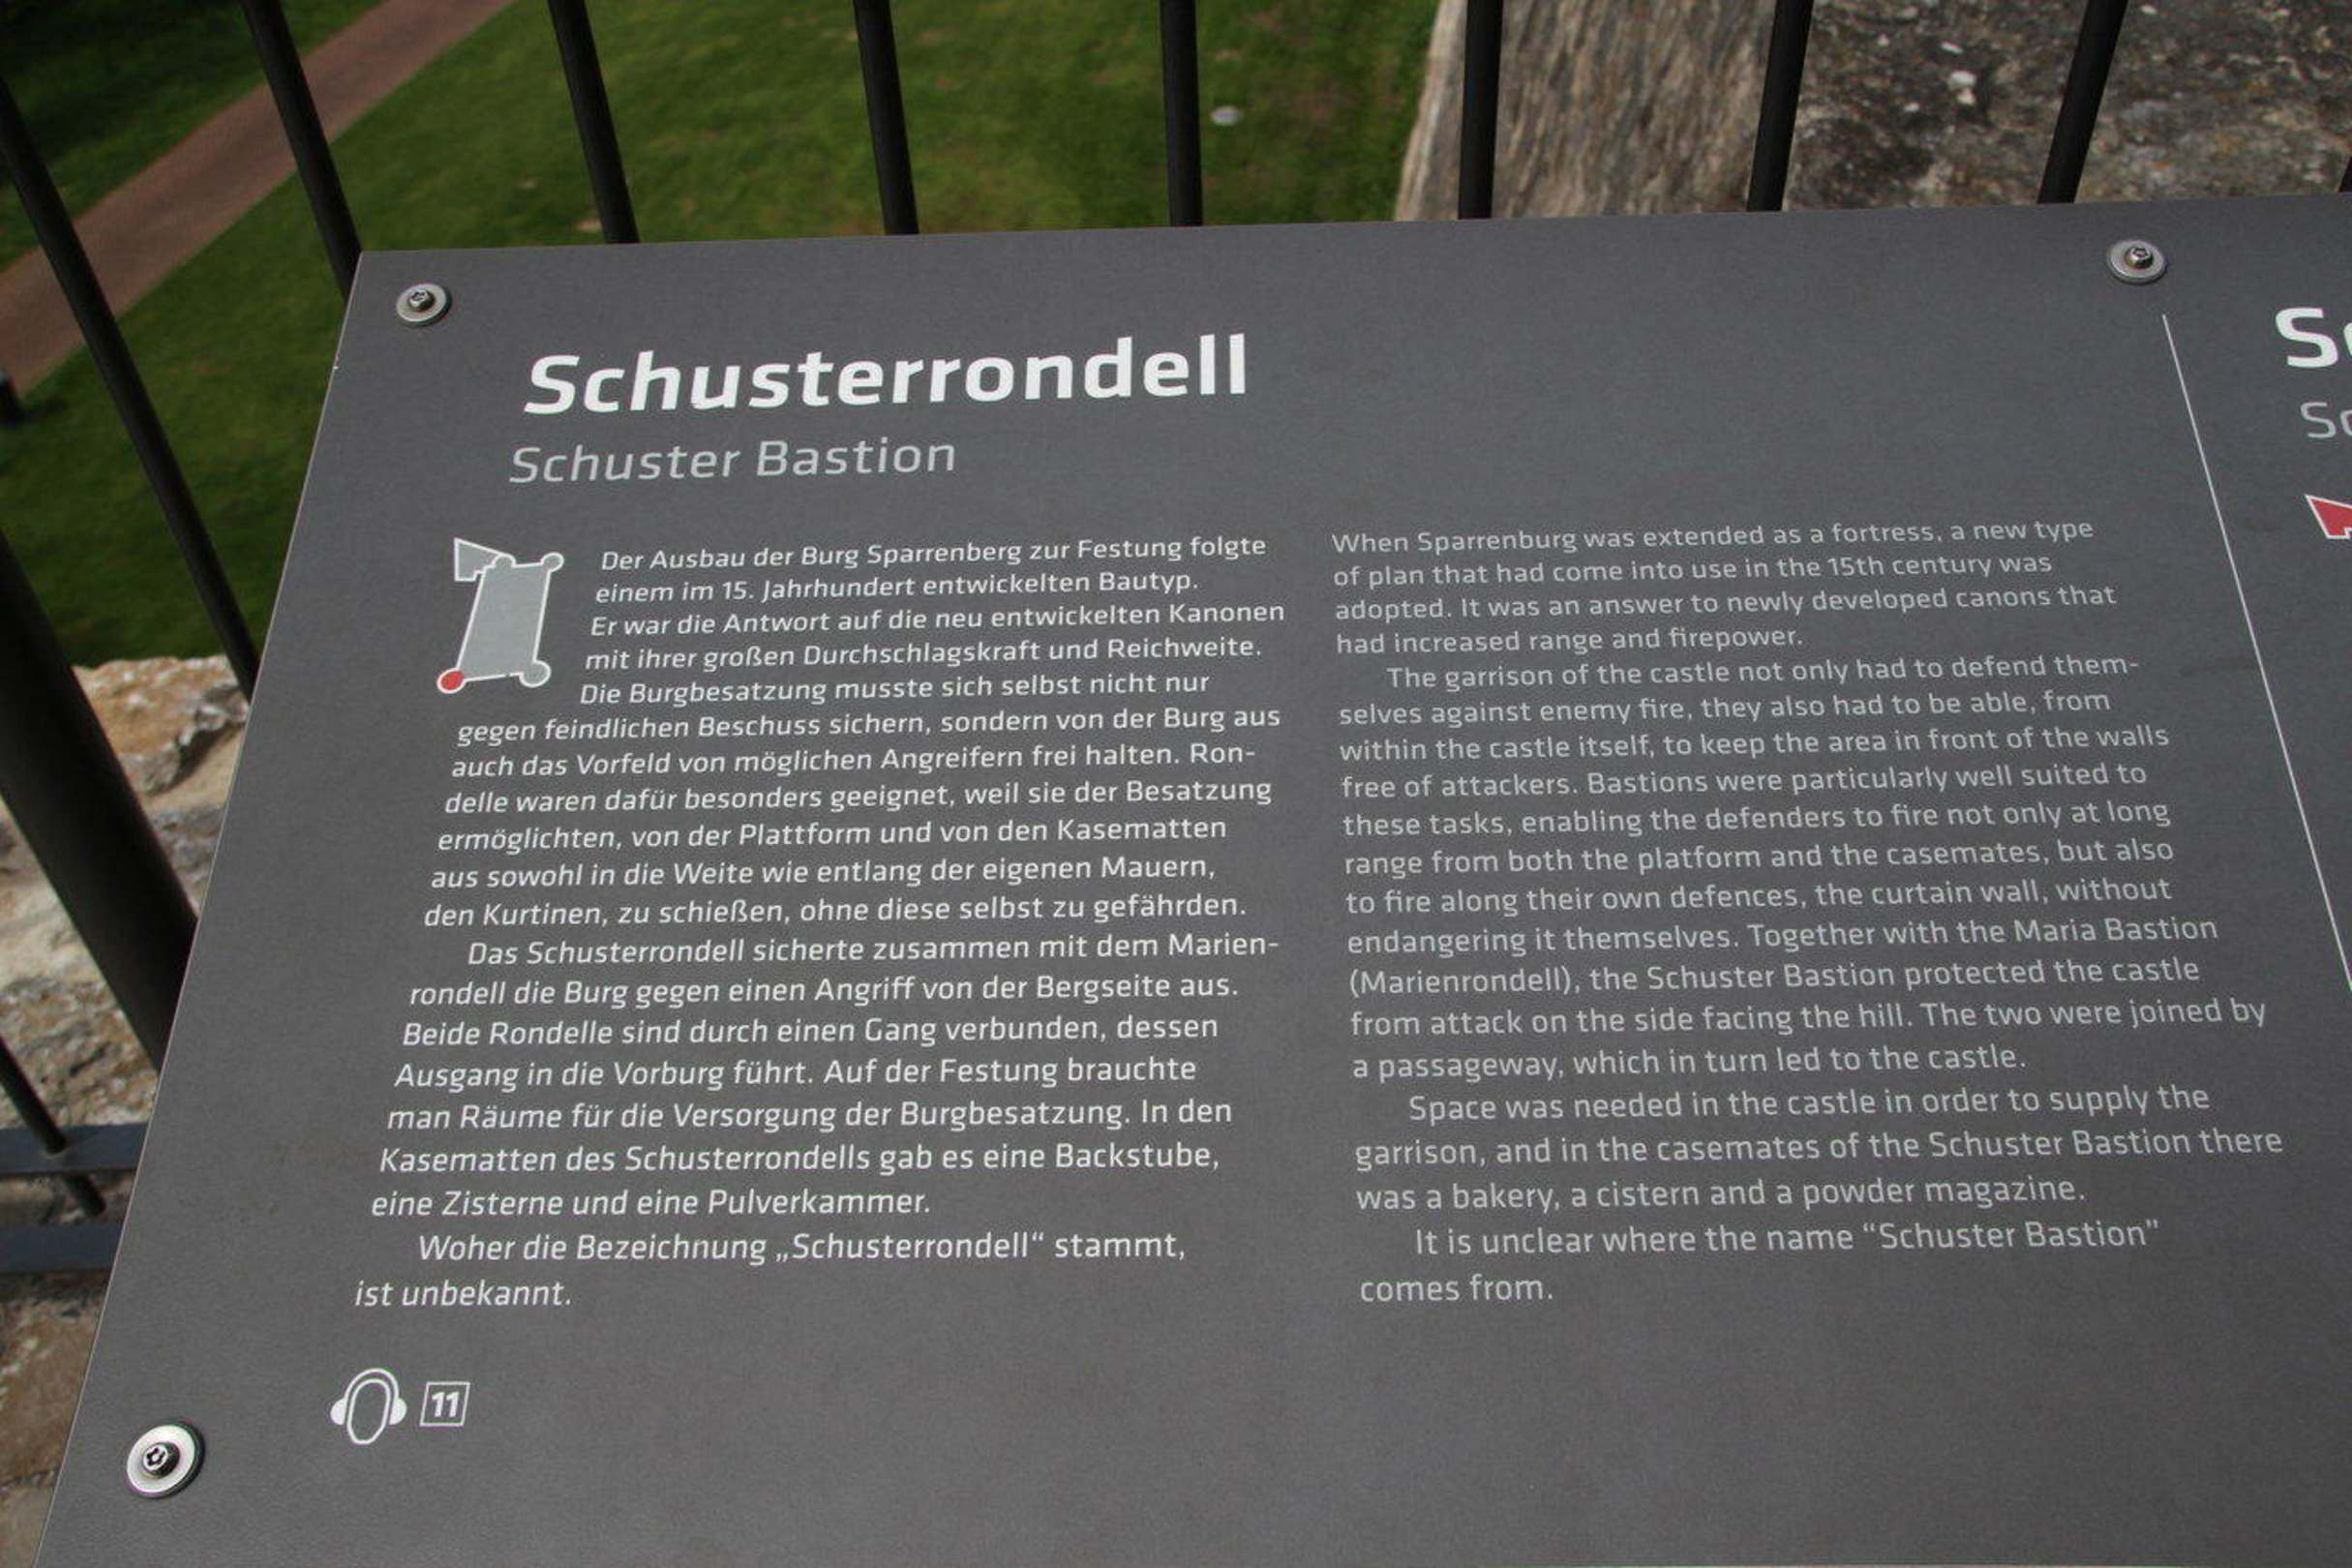 Schusterrondell
Schuster Bastion
Der Ausbau der Burg Sparrenberg zur Festung folgte
einem im 15. Jahrhundert entwickelten Bautyp.
Er war die Antwort auf die neu entwickelten Kanonen
mit ihrer großen Durchschlagskraft und Reichweite.
Die Burgbesatzung musste sich selbst nicht nur
gegen feindlichen Beschuss sichern, sondern von der Burg aus
auch das Vorfeld von möglichen Angreifern frei halten. Ron-
delle waren dafür besonders geeignet, weil sie der Besatzung
ermöglichten, von der Plattform und von den Kasematten
aus sowohl in die Weite wie entlang der eigenen Mauern,
den Kurtinen, zu schießen, ohne diese selbst zu gefährden.
Das Schusterrondell sicherte zusammen mit dem Marien-
rondell die Burg gegen einen Angriff von der Bergseite aus.
Beide Rondelle sind durch einen Gang verbunden, dessen
Ausgang in die Vorburg führt. Auf der Festung brauchte
man Räume für die Versorgung der Burgbesatzung. In den
Kasematten des Schusterrondells gab es eine Backstube,
eine Zisterne und eine Pulverkammer.
Woher die Bezeichnung „Schusterrondell“ stammt,
ist unbekannt.
11
When Sparrenburg was extended as a fortress, a new type
of plan that had come into use in the 15th century was
adopted. It was an answer to newly developed canons that
had increased range and firepower.
The garrison of the castle not only had to defend them-
selves against enemy fire, they also had to be able, from
within the castle itself, to keep the area in front of the walls
free of attackers. Bastions were particularly well suited to
these tasks, enabling the defenders to fire not only at long
range from both the platform and the casemates, but also
to fire along their own defences, the curtain wall, without
endangering it themselves. Together with the Maria Bastion
(Marienrondell), the Schuster Bastion protected the castle
from attack on the side facing the hill. The two were joined by
a passageway, which in turn led to the castle.
Space was needed in the castle in order to supply the
garrison, and in the casemates of the Schuster Bastion there
was a bakery, a cistern and a powder magazine.
It is unclear where the name “Schuster Bastion”
comes from.